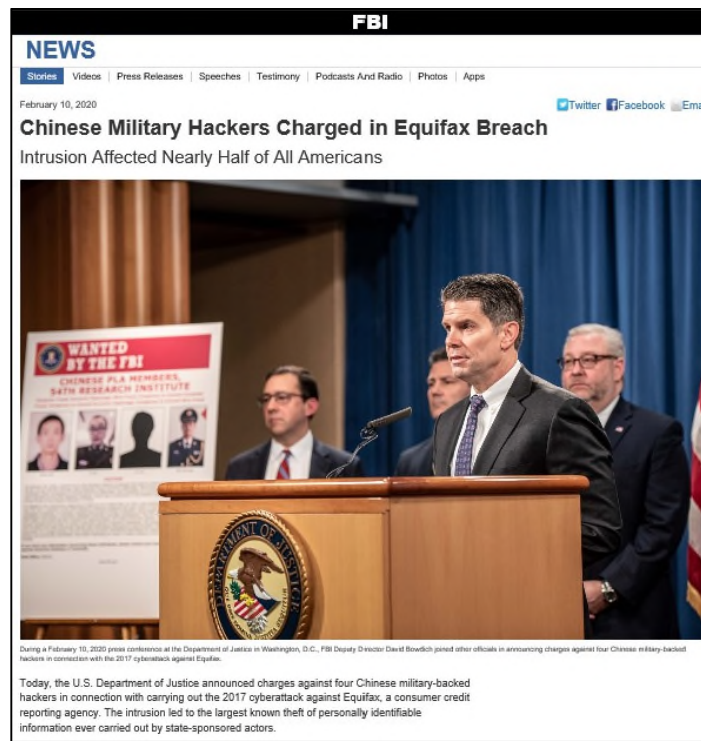 FBI
NEWS
Stories Videos Press Releases Speeches Testimony Podcasts And Radio Photos Apps
February 10, 2020
Twitter Facebook Ema
Chinese Military Hackers Charged in Equifax Breach
Intrusion Affected Nearly Half of All Americans
WANTED
BY THE FBI
CHINESE PLA MEMBERS,
54TH RESEARCH INSTITUTE
DEPARTMENT OF JUSTICE
During a February 10, 2020 press conference at the Department of Justice in Washington, D.C., FBI Deputy Director David Bowdich joined other officials in announcing charges against four Chinese military-backed
hackers in connection with the 2017 cyberattack against Equifax.
Today, the U.S. Department of Justice announced charges against four Chinese military-backed
hackers in connection with carrying out the 2017 cyberattack against Equifax, a consumer credit
reporting agency. The intrusion led to the largest known theft of personally identifiable
information ever carried out by state-sponsored actors.